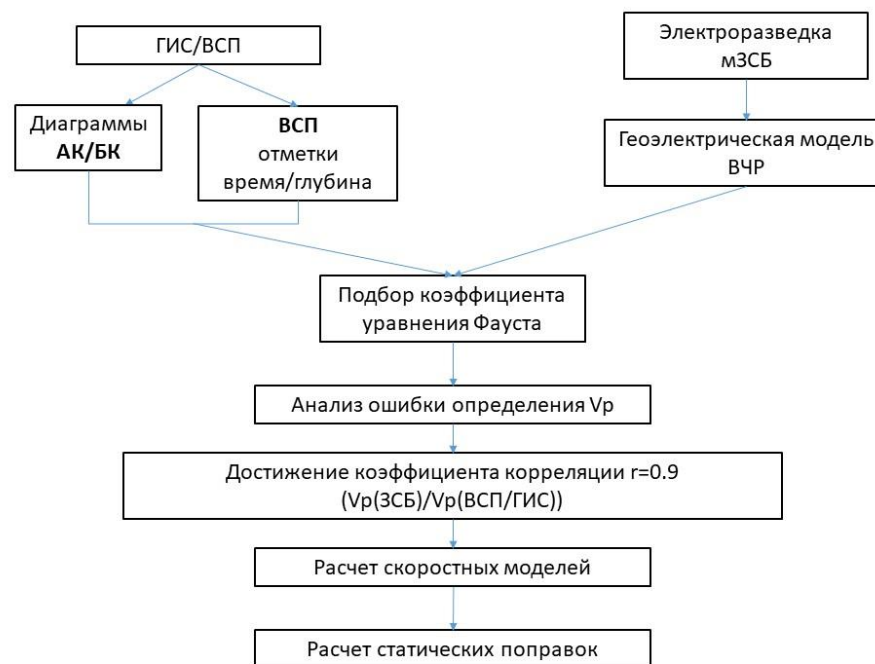 ГИС/ВСП
Электроразведка
мЗСБ
Диаграммы
АК/БК
ВСП
отметки
время/глубина
Геоэлектрическая модель
ВЧР
Подбор коэффициента
уравнения Фауста
Анализ ошибки определения Vp
Достижение коэффициента корреляции r=0.9
(Vp(ЗСБ)/Vp(ВСП/ГИС))
Расчет скоростных моделей
Расчет статических поправок